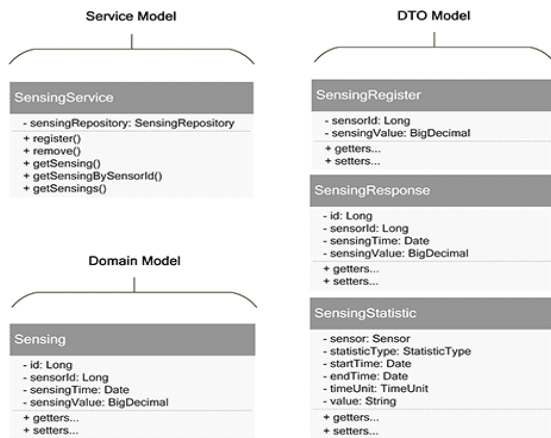 Service Model
SensingService
- sensingRepository: SensingRepository
+ register()
+ remove()
+ getSensing()
+ getSensingBySensorId()
+ getSensings()
Domain Model
Sensing
- id: Long
- sensorId: Long
- sensingTime: Date
- sensingValue: BigDecimal
+ getters...
+ setters...
DTO Model
SensingRegister
- sensorId: Long
- sensingValue: BigDecimal
+ getters...
+ setters...
SensingResponse
- id: Long
- sensorId: Long
- sensingTime: Date
- sensingValue: BigDecimal
+ getters...
+ setters...
SensingStatistic
- sensor: Sensor
- statisticType: StatisticType
- startTime: Date
- endTime: Date
- timeUnit: TimeUnit
- value: String
+ getters...
+ setters...